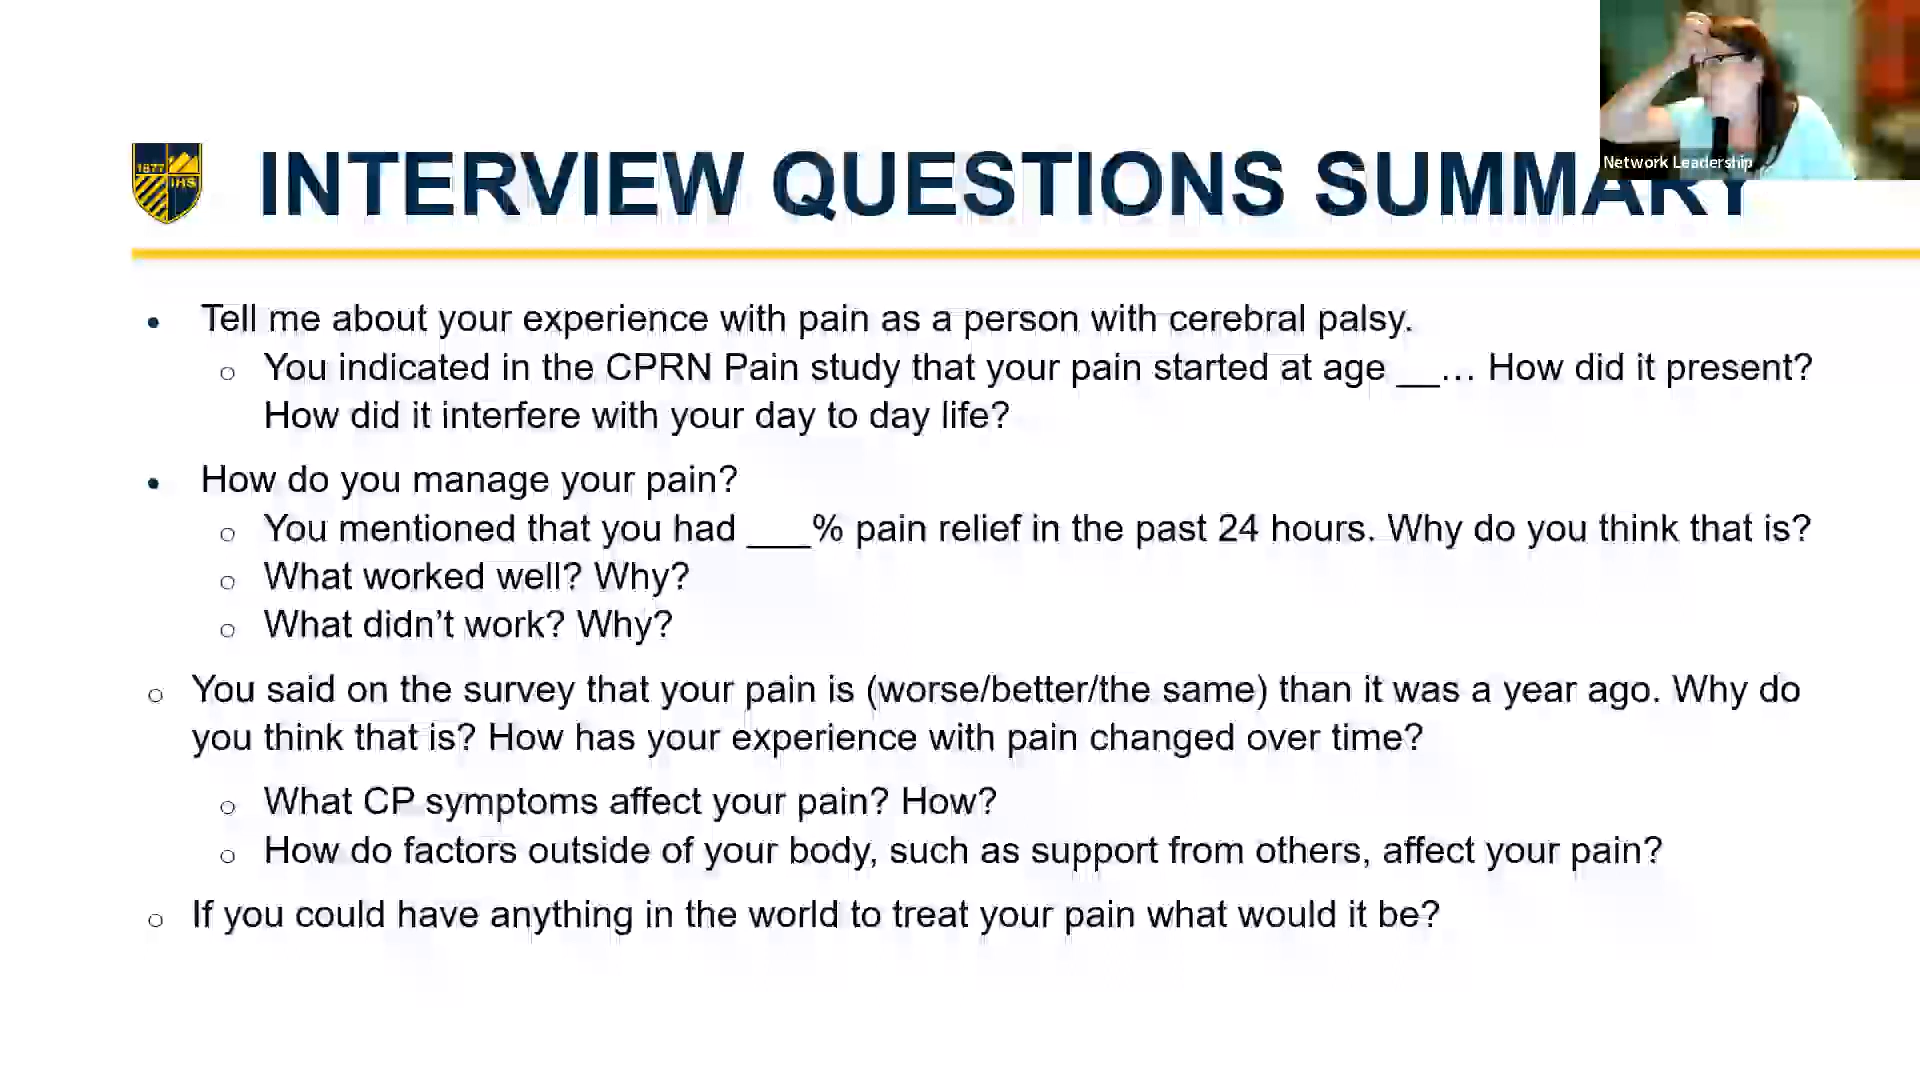 Network Leadership
1877
IHS
INTERVIEW QUESTIONS SUMMARY
• Tell me about your experience with pain as a person with cerebral palsy.
o You indicated in the CPRN Pain study that your pain started at age __… How did it present?
How did it interfere with your day to day life?
• How do you manage your pain?
o You mentioned that you had ___% pain relief in the past 24 hours. Why do you think that is?
o What worked well? Why?
o What didn’t work? Why?
o You said on the survey that your pain is (worse/better/the same) than it was a year ago. Why do
you think that is? How has your experience with pain changed over time?
o What CP symptoms affect your pain? How?
o How do factors outside of your body, such as support from others, affect your pain?
o If you could have anything in the world to treat your pain what would it be?